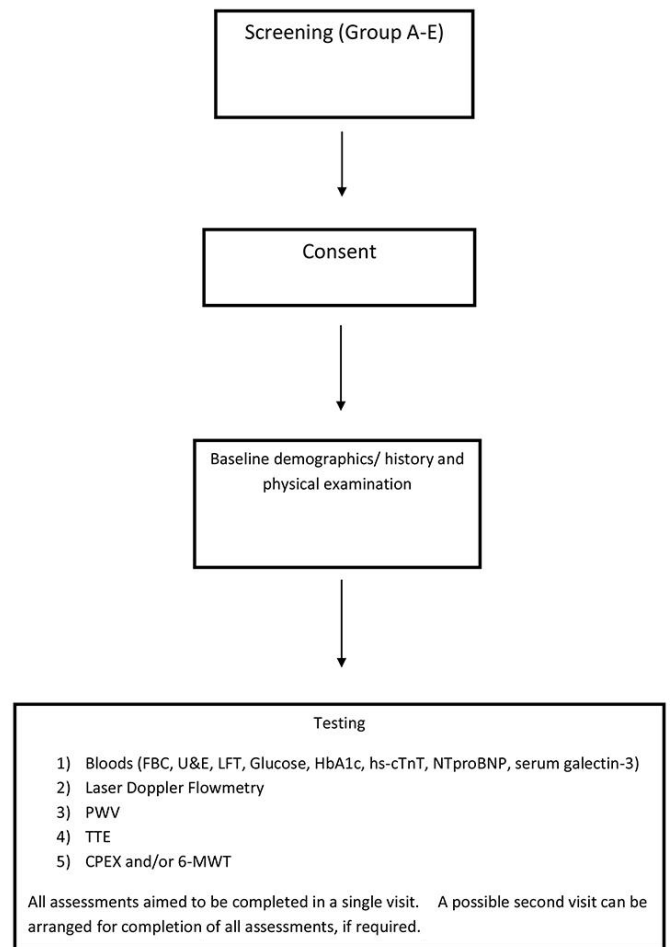 Screening (Group A-E)
Consent
Baseline demographics/ history and
physical examination
Testing
1) Bloods (FBC, U&E, LFT, Glucose, HbA1c, hs-cTnT, NTproBNP, serum galectin-3)
2) Laser Doppler Flowmetry
3) PWV
4) TTE
5) CPEX and/or 6-MWT
All assessments aimed to be completed in a single visit. A possible second visit can be
arranged for completion of all assessments, if required.